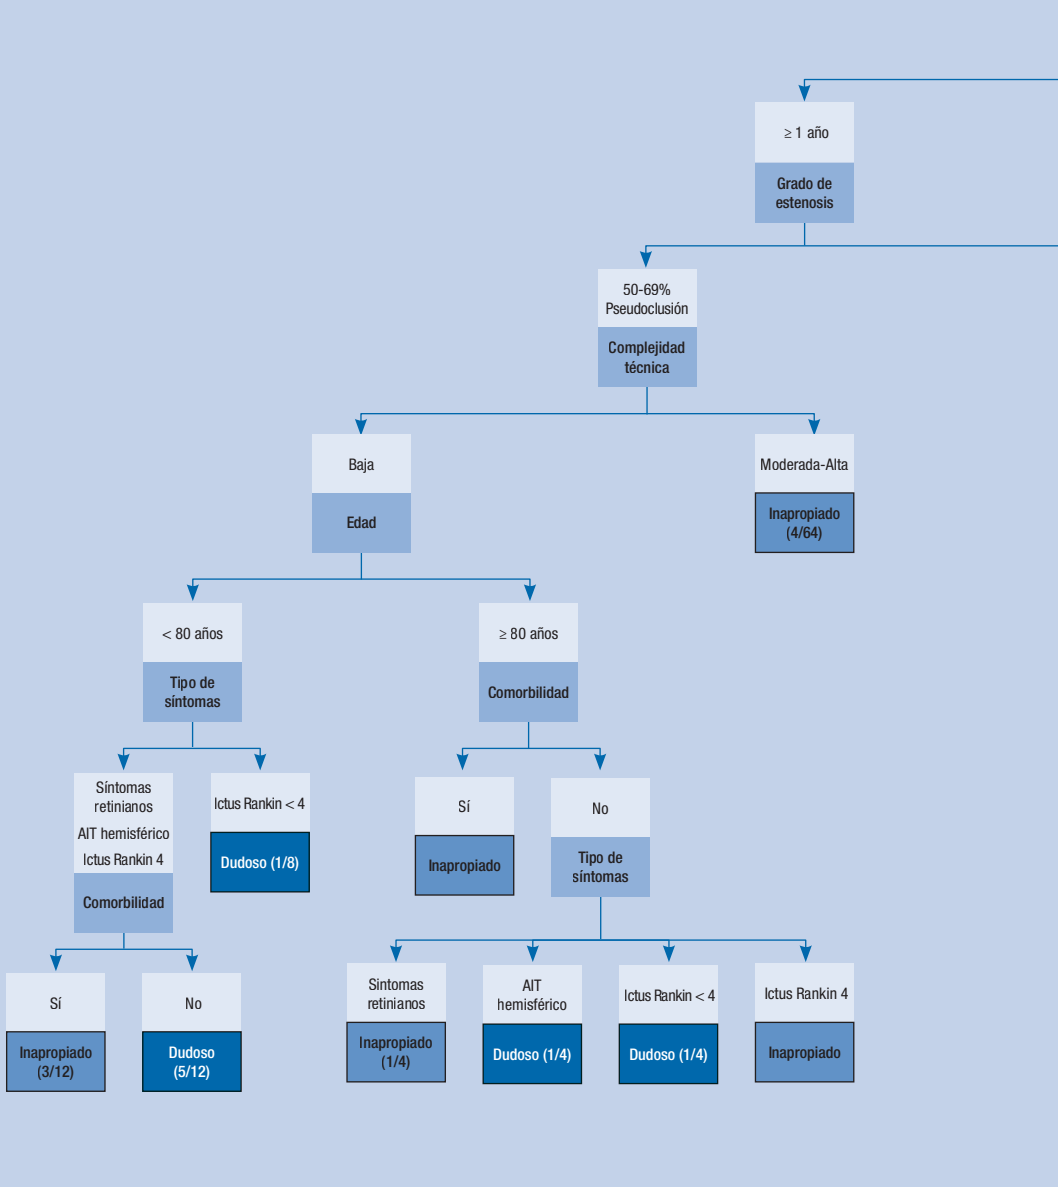 ≥ 1 año
Grado de
estenosis
50-69%
Pseudoclusión
Complejidad
técnica
Baja
Edad
Moderada-Alta
Inapropiado
(4/64)
< 80 años
Tipo de
síntomas
≥ 80 años
Comorbilidad
Síntomas
retinianos
AIT hemisférico
Ictus Rankin 4
Comorbilidad
Ictus Rankin < 4
Dudoso (1/8)
Sí
Inapropiado
No
Tipo de
síntomas
Sí
Inapropiado
(3/12)
No
Dudoso
(5/12)
Sintomas
retinianos
Inapropiado
(1/4)
AIT
hemisférico
Dudoso (1/4)
Ictus Rankin < 4
Dudoso (1/4)
Ictus Rankin 4
Inapropiado